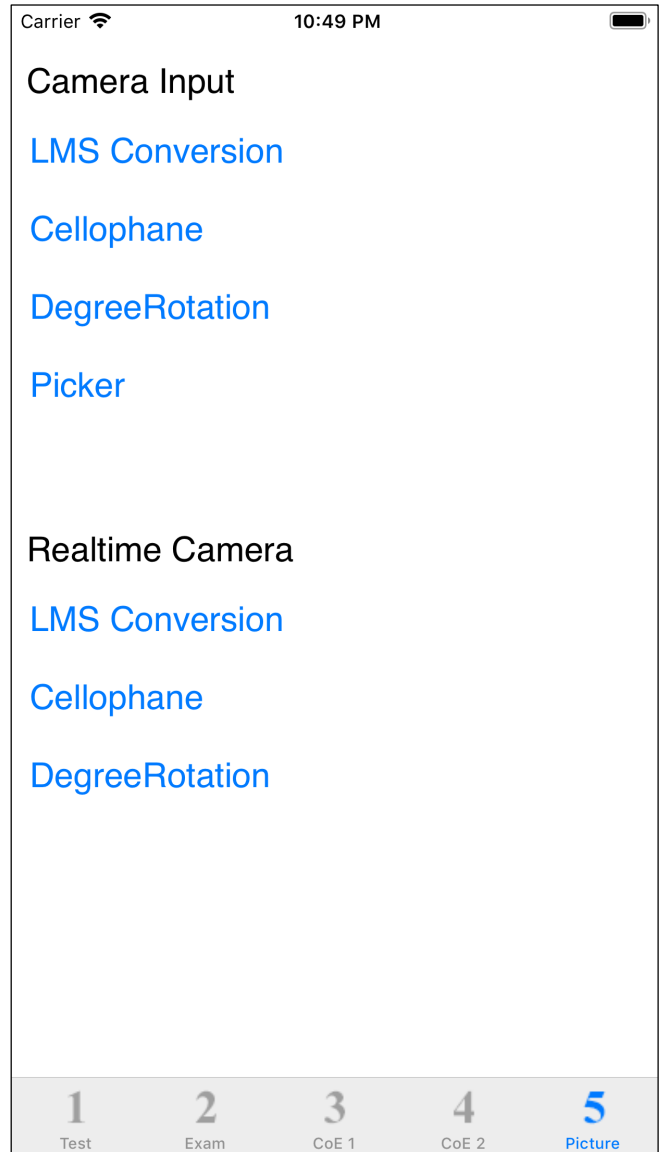 Carrier 10:49 PM
Camera Input
LMS Conversion
Cellophane
DegreeRotation
Picker
Realtime Camera
LMS Conversion
Cellophane
DegreeRotation
1 2 3 4 5
Test Exam CoE 1 CoE 2 Picture